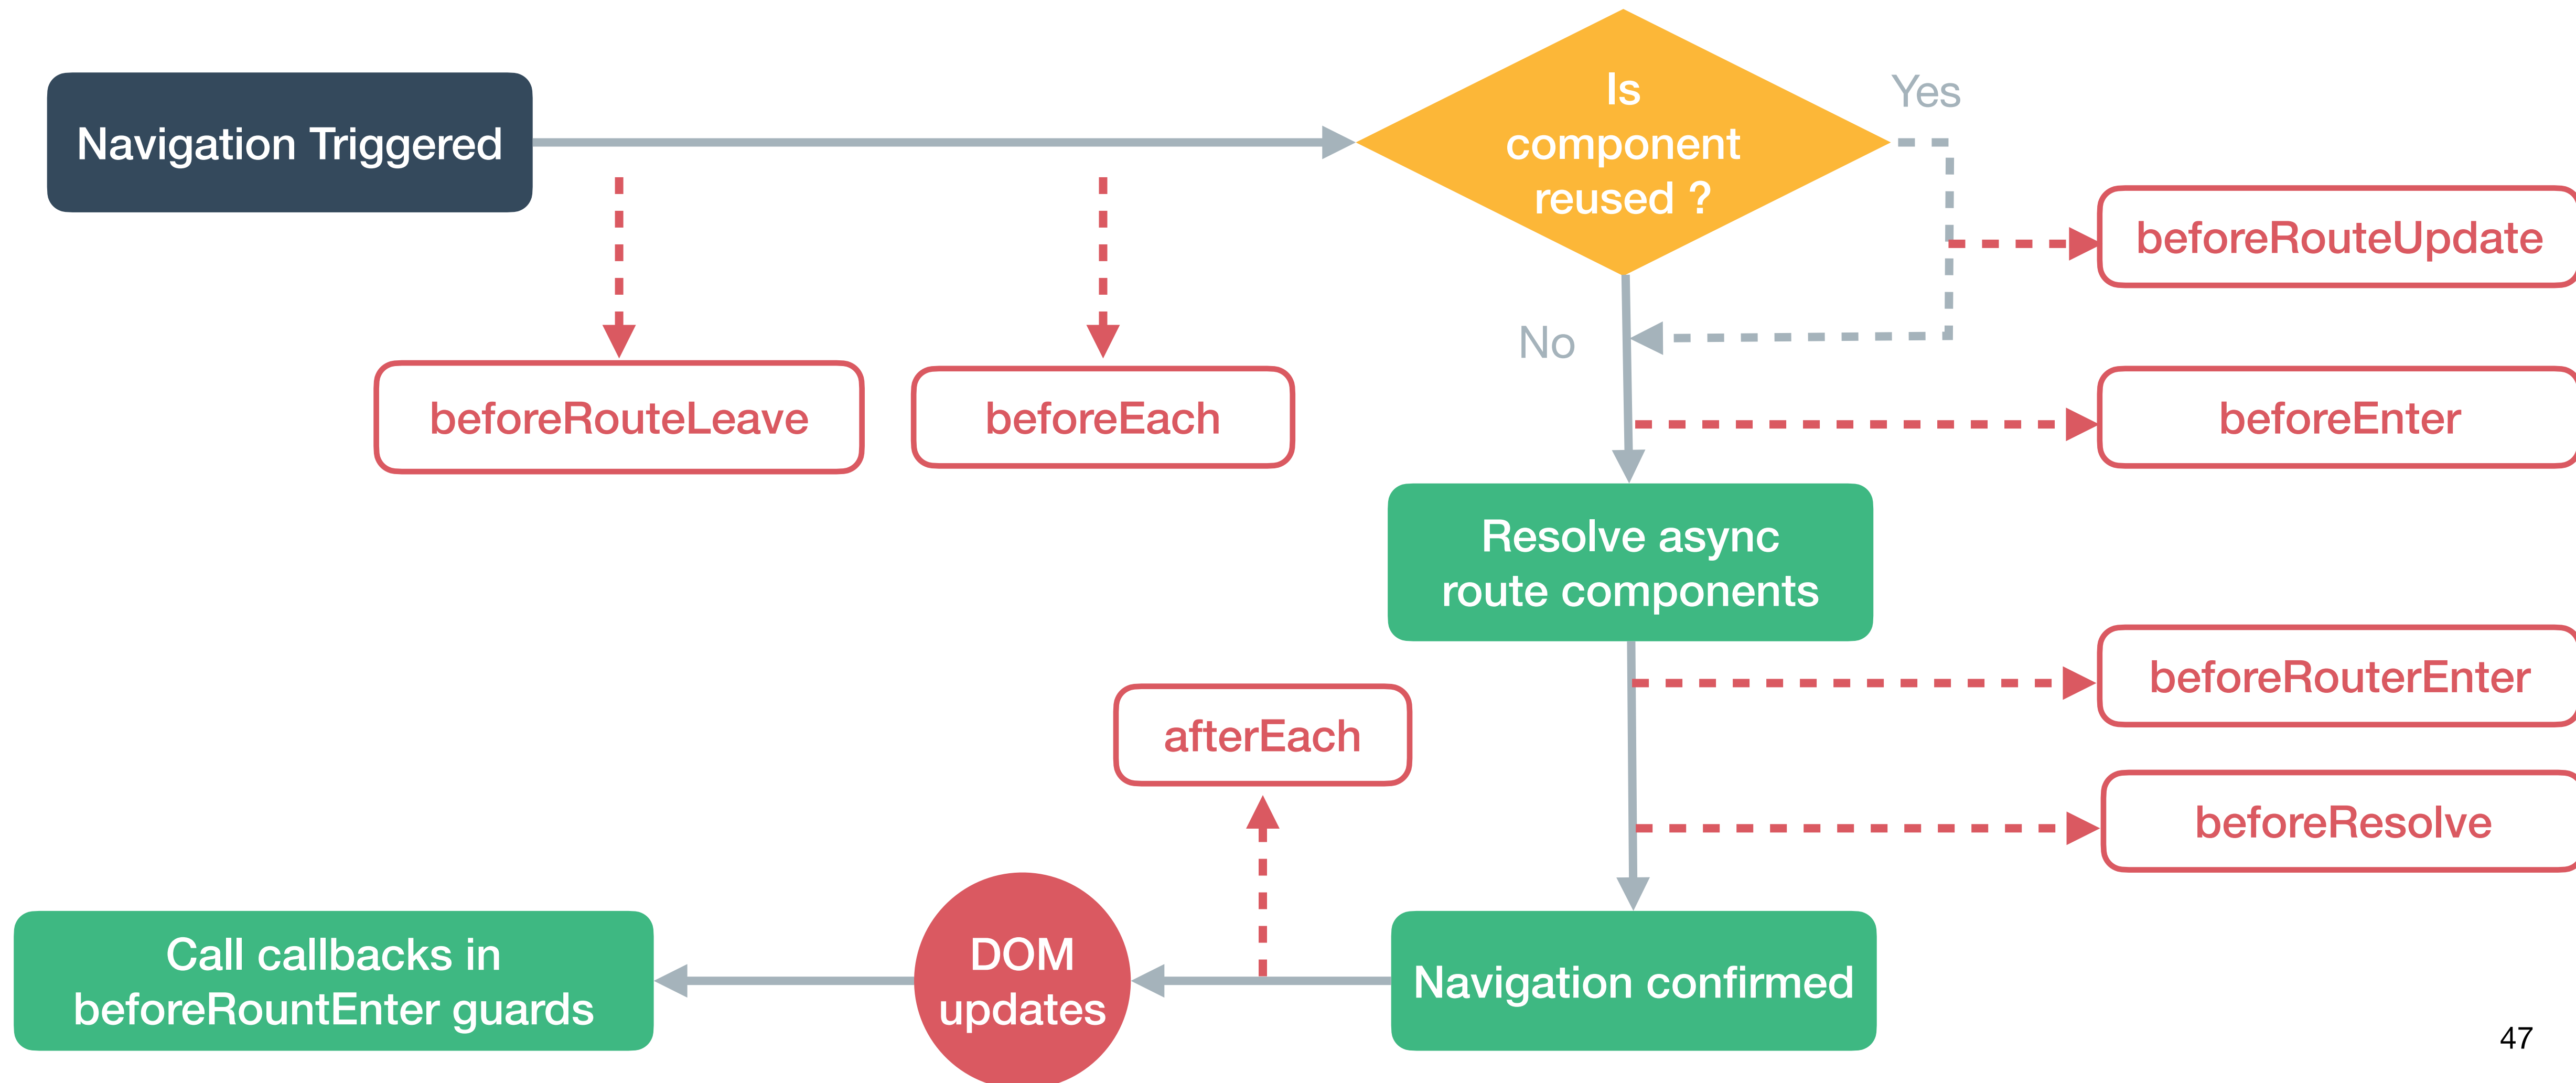 Navigation Triggered
Is
component
reused ?
Yes
beforeRouteUpdate
No
beforeRouteLeave
beforeEach
beforeEnter
Resolve async
route components
beforeRouterEnter
afterEach
beforeResolve
Call callbacks in
beforeRountEnter guards
DOM
updates
Navigation confirmed
47